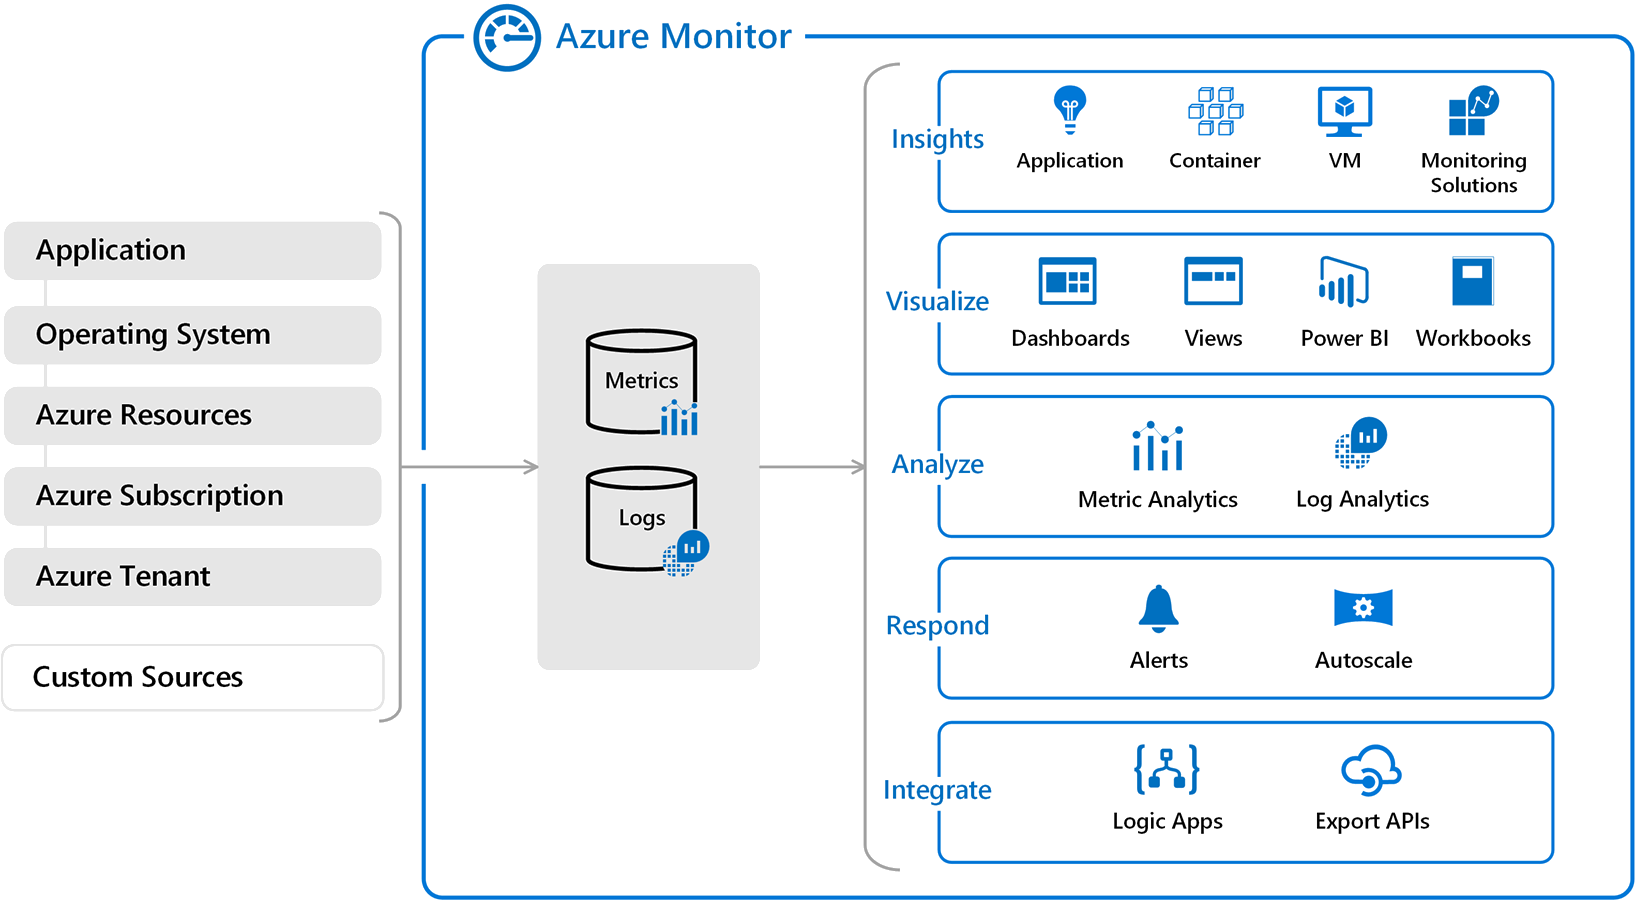 Azure Monitor
Application
Operating System
Azure Resources
Azure Subscription
Azure Tenant
Custom Sources
Metrics
Logs
Insights
Application
Container
VM
Monitoring
Solutions
Visualize
Dashboards
Views
Power BI
Workbooks
Analyze
Metric Analytics
Log Analytics
Respond
Alerts
Autoscale
Integrate
Logic Apps
Export APIs